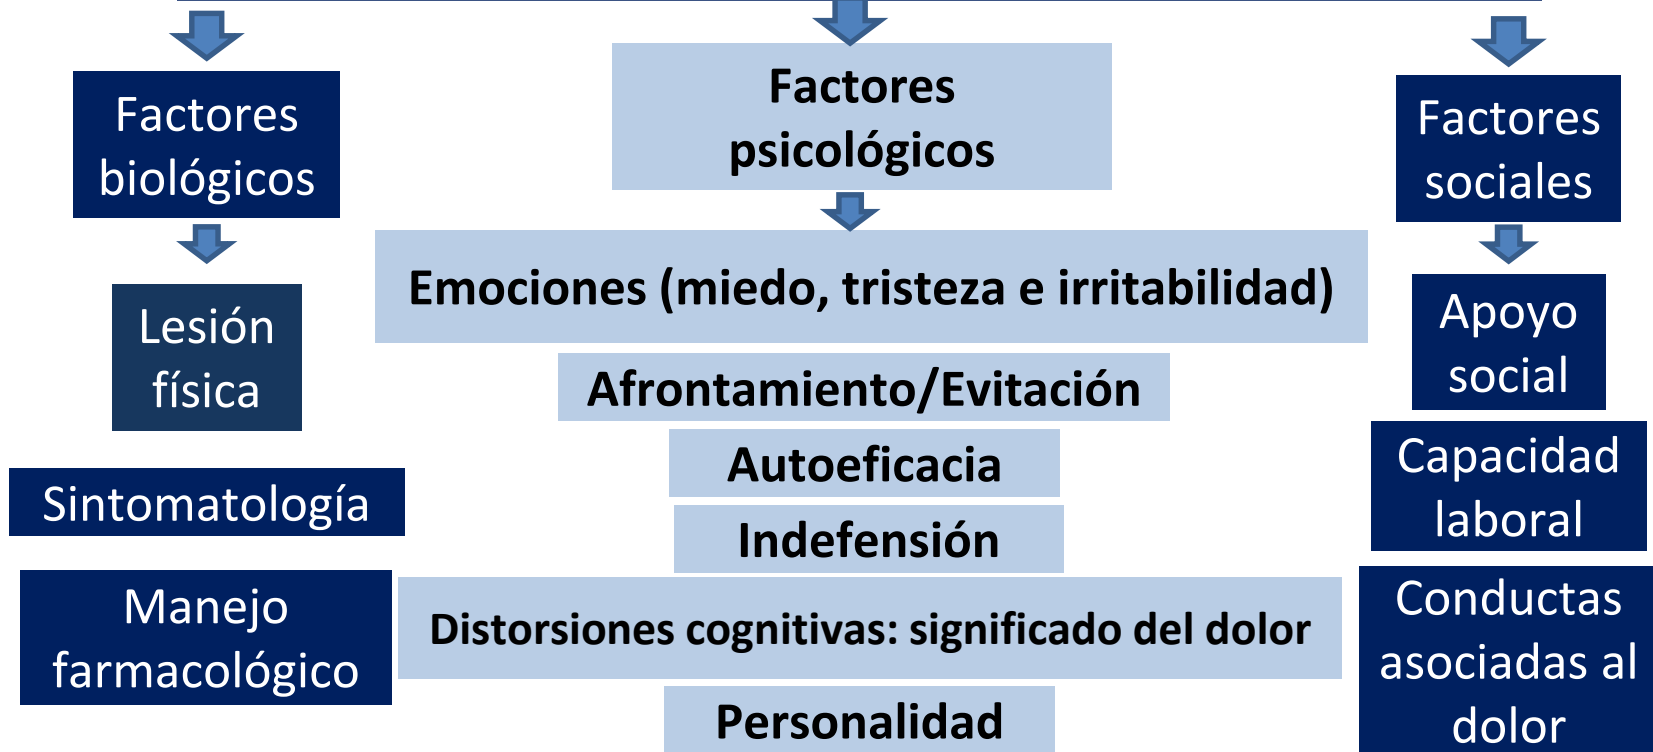 Factores
biológicos
Lesión
física
Sintomatología
Manejo
farmacológico
Factores
psicológicos
Emociones (miedo, tristeza e irritabilidad)
Afrontamiento/Evitación
Autoeficacia
Indefensión
Distorsiones cognitivas: significado del dolor
Personalidad
Factores
sociales
Apoyo
social
Capacidad
laboral
Conductas
asociadas al
dolor